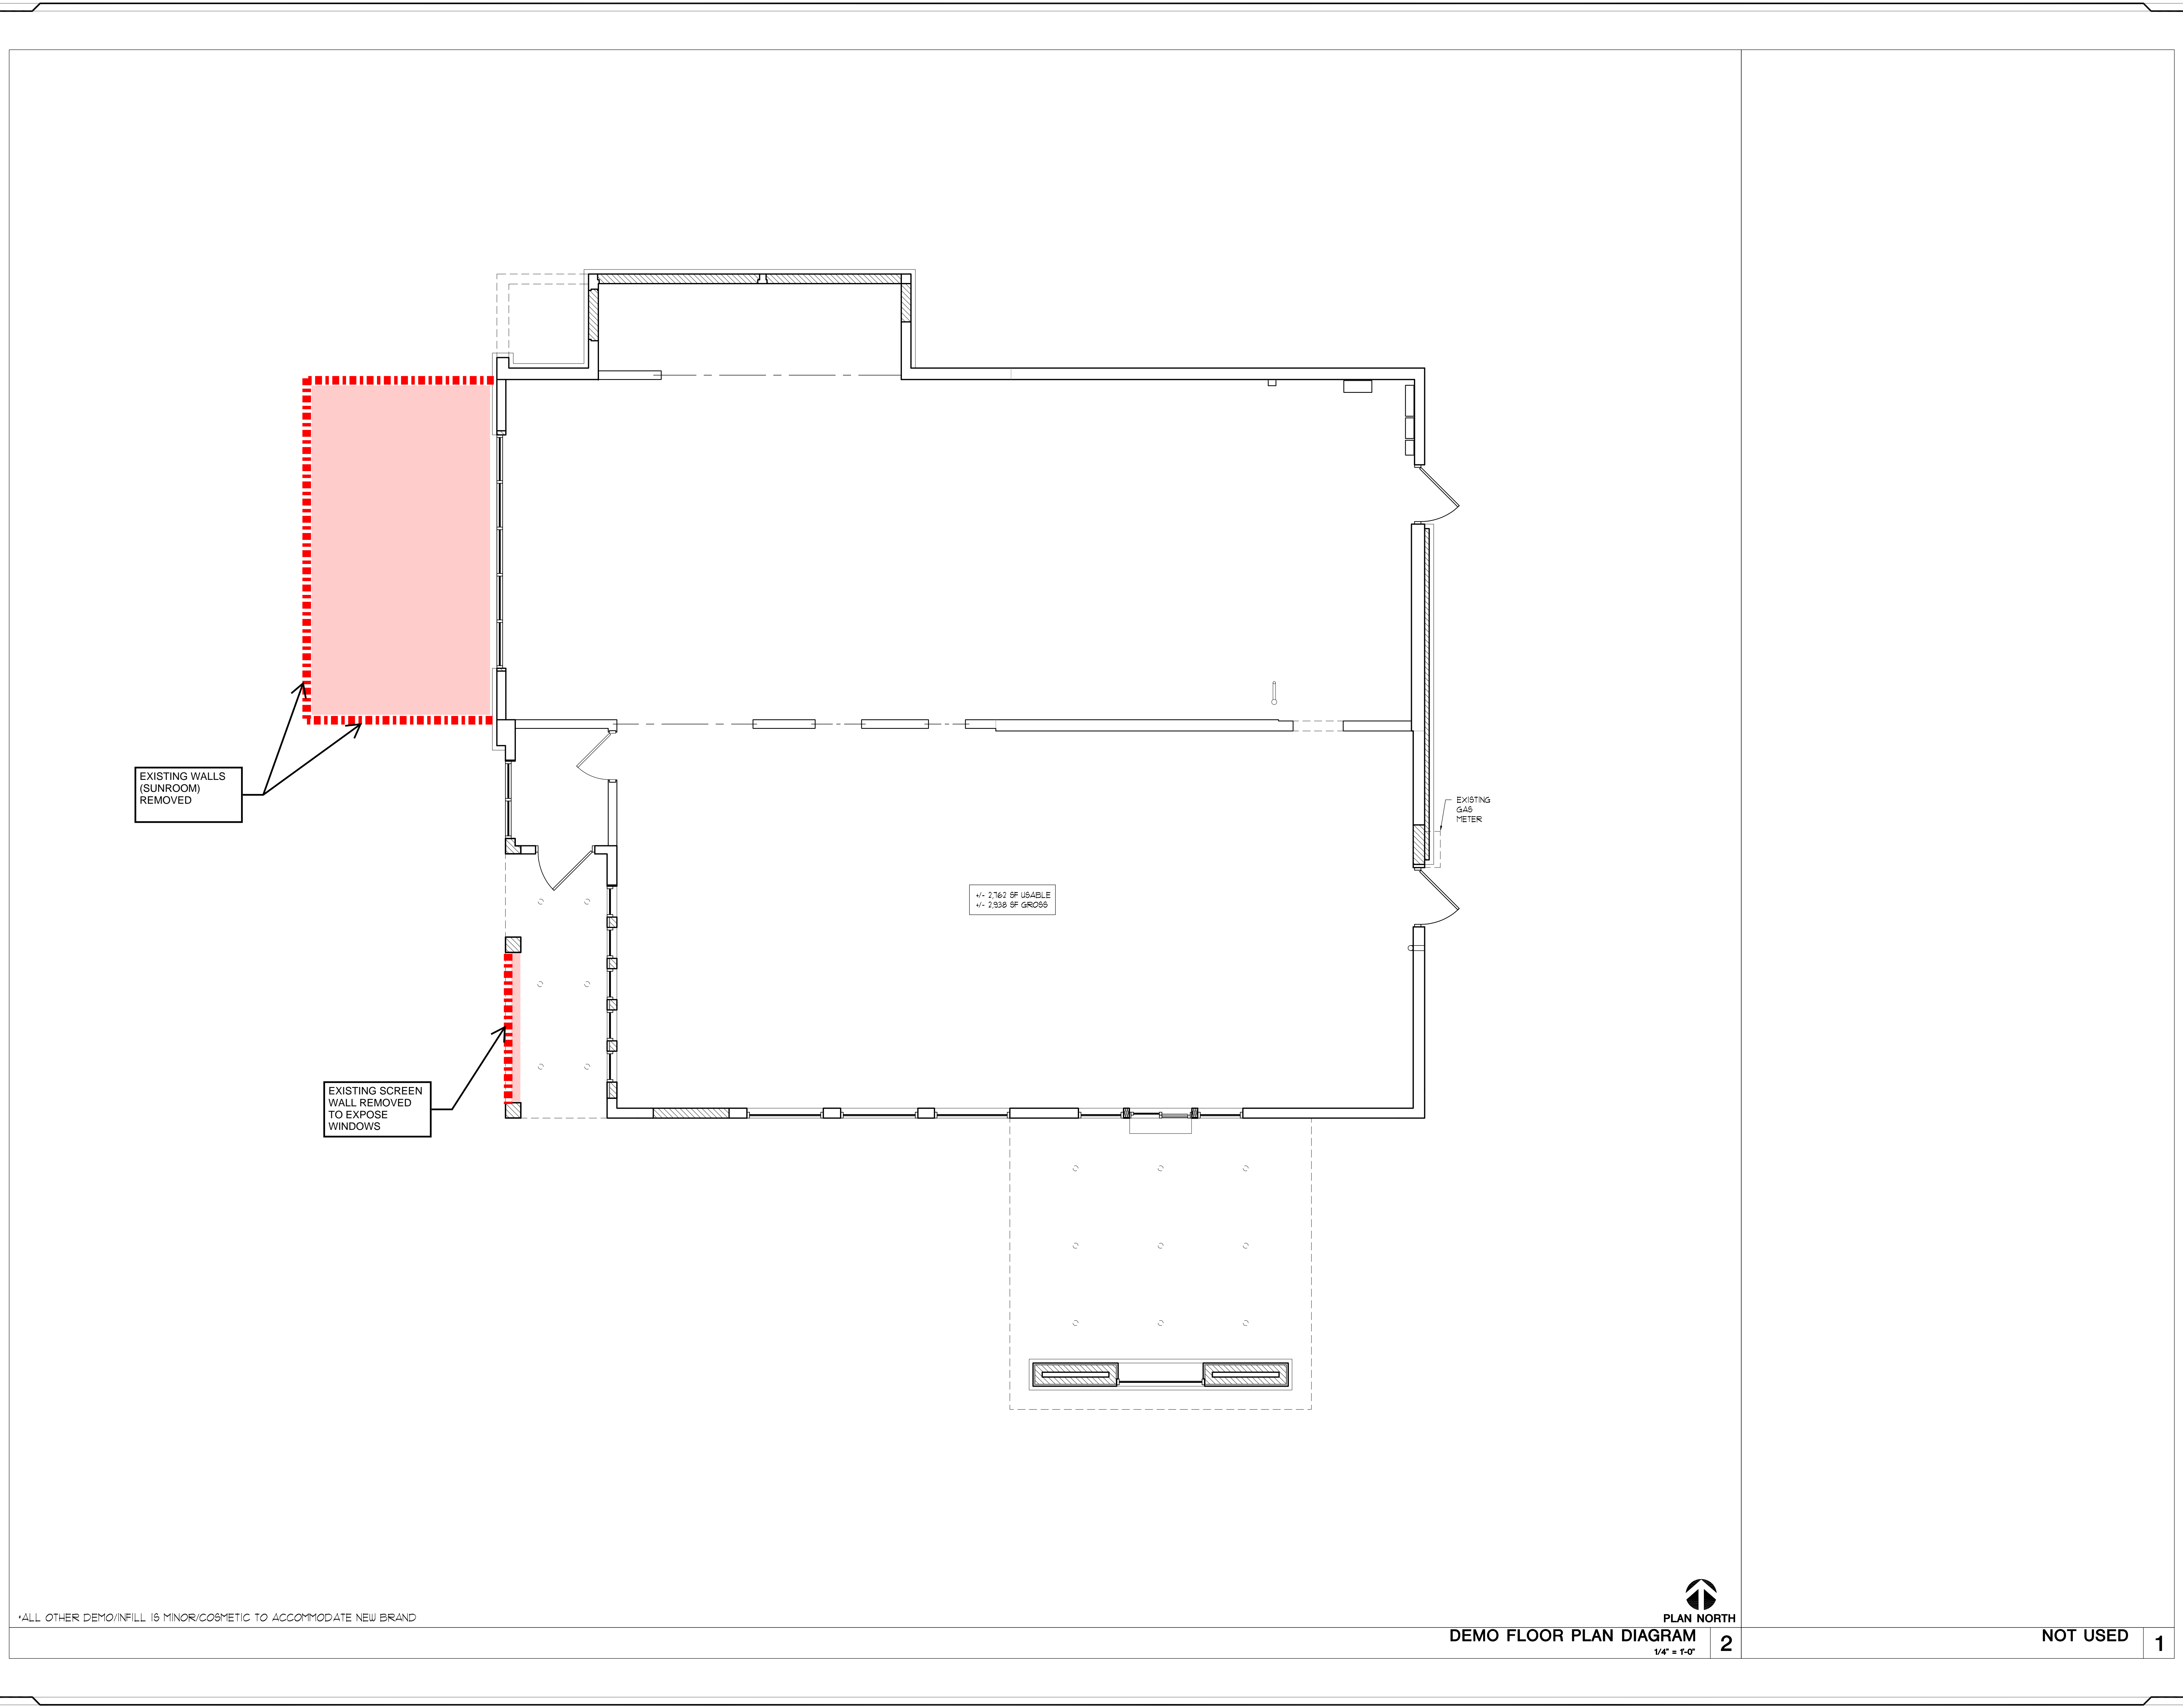 EXISTING WALLS
(SUNROOM)
REMOVED
EXISTING
GAS
METER
+/- 2,762 SF USABLE
+/- 2,938 SF GROSS
EXISTING SCREEN
WALL REMOVED
TO EXPOSE
WINDOWS
*ALL OTHER DEMO/INFILL IS MINOR/COSMETIC TO ACCOMMODATE NEW BRAND
PLAN NORTH
DEMO FLOOR PLAN DIAGRAM
1/4" = 1'-0"
2
NOT USED
1